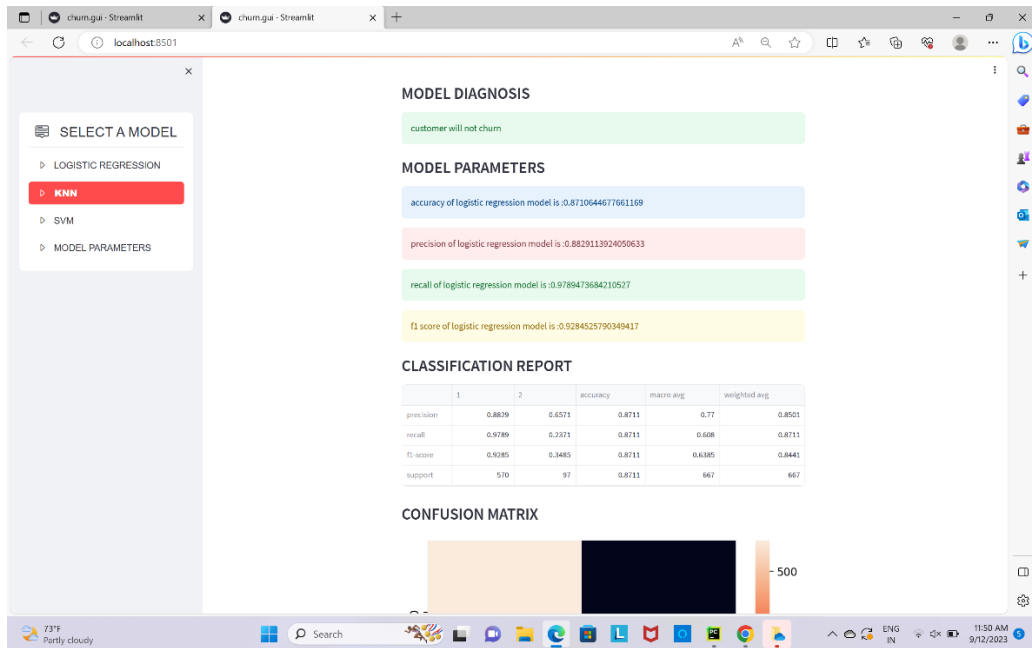 churn.gui - Streamlit
churn.gui - Streamlit
localhost:8501
SELECT A MODEL
LOGISTIC REGRESSION
KNN
SVM
MODEL PARAMETERS
MODEL DIAGNOSIS
customer will not churn
MODEL PARAMETERS
accuracy of logistic regression model is :0.8710644677661169
precision of logistic regression model is :0.8829113924050633
recall of logistic regression model is :0.9789473684210527
f1 score of logistic regression model is :0.9284525790349417
CLASSIFICATION REPORT
1 2 accuracy macro avg weighted avg
precision 0.8829 0.6571 0.8711 0.77 0.8501
recall 0.9789 0.2371 0.8711 0.608 0.8711
f1-score 0.9285 0.3485 0.8711 0.6385 0.8441
support 570 97 0.8711 667 667
CONFUSION MATRIX
500
73°F
Partly cloudy
Search
ENG
IN
11:50 AM
9/12/2023
5